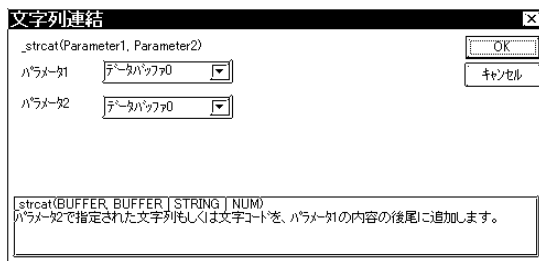 文字列連結
_strcat(Parameter1, Parameter2)
OK
ﾊﾟﾗﾒｰﾀ1
ﾃﾞｰﾀﾊﾞｯﾌｧ0
ｷｬﾝｾﾙ
ﾊﾟﾗﾒｰﾀ2
ﾃﾞｰﾀﾊﾞｯﾌｧ0
_strcat(BUFFER, BUFFER | STRING | NUM)
ﾊﾟﾗﾒｰﾀ2で指定された文字列もしくは文字ｺｰﾄﾞを、ﾊﾟﾗﾒｰﾀ1の内容の後尾に追加します。